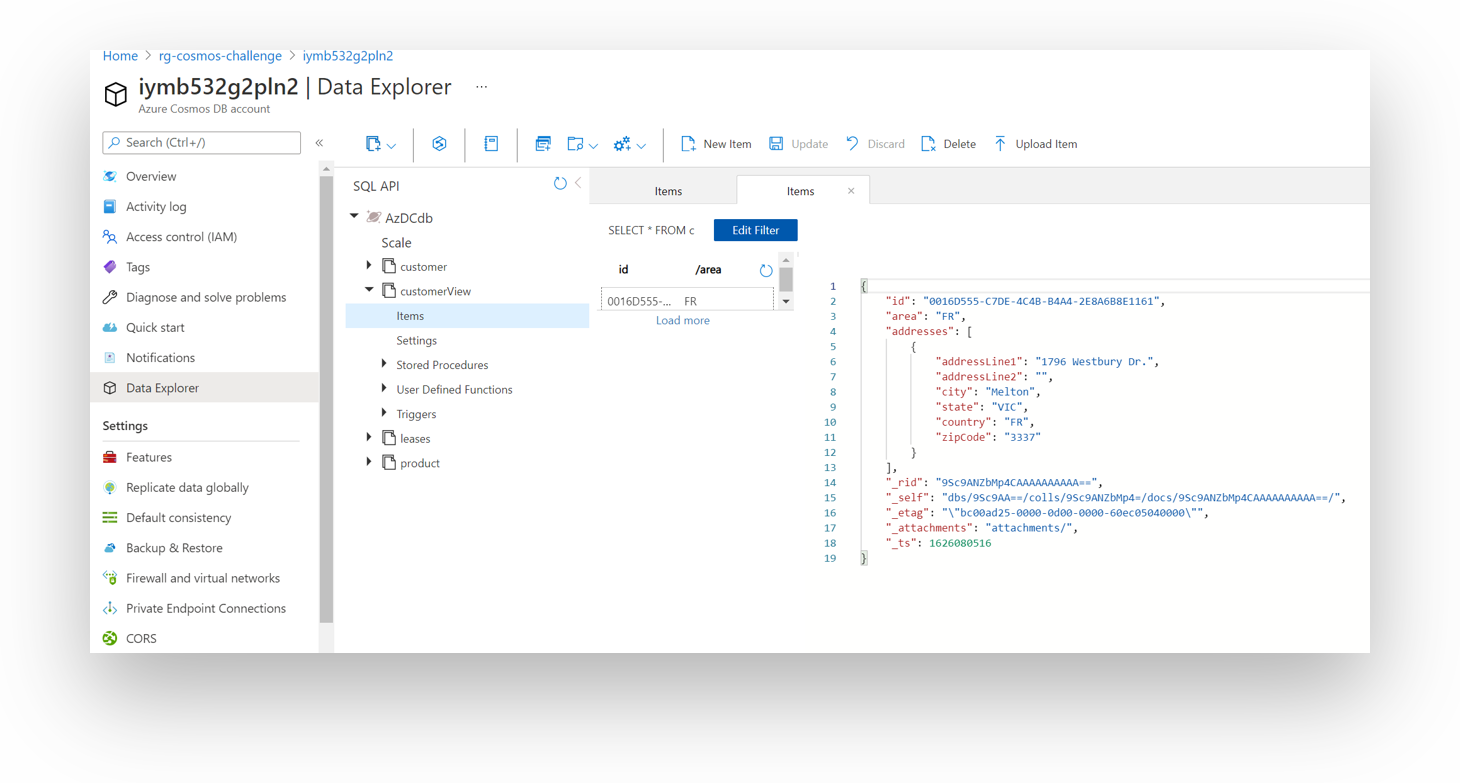 Home > rg-cosmos-challenge > iymb532g2pln2
iymb532g2pln2 | Data Explorer ...
Azure Cosmos DB account
Search (Ctrl+/)
«
New Item
Update
Discard
Delete
Upload Item
Overview
Activity log
Access control (IAM)
Tags
Diagnose and solve problems
Quick start
Notifications
Data Explorer
Settings
Features
Replicate data globally
Default consistency
Backup & Restore
Firewall and virtual networks
Private Endpoint Connections
CORS
SQL API
AzDCdb
Scale
customer
customerView
Items
Settings
Stored Procedures
User Defined Functions
Triggers
leases
product
Items
Items
SELECT * FROM c
Edit Filter
id /area
0016D555-... FR
Load more
1 {
2 "id": "0016D555-C7DE-4C4B-B4A4-2E8A6B8E1161",
3 "area": "FR",
4 "addresses": [
5 {
6 "addressLine1": "1796 Westbury Dr.",
7 "addressLine2": "",
8 "city": "Melton",
9 "state": "VIC",
10 "country": "FR",
11 "zipCode": "3337"
12 }
13 ],
14 "_rid": "9Sc9ANZbMp4CAAAAAAAAAA==",
15 "_self": "dbs/9Sc9AA==/colls/9Sc9ANZbMp4=/docs/9Sc9ANZbMp4CAAAAAAAAAA==/",
16 "_etag": "\"bc00ad25-0000-0d00-0000-60ec05040000\"",
17 "_attachments": "attachments/",
18 "_ts": 1626080516
19 }